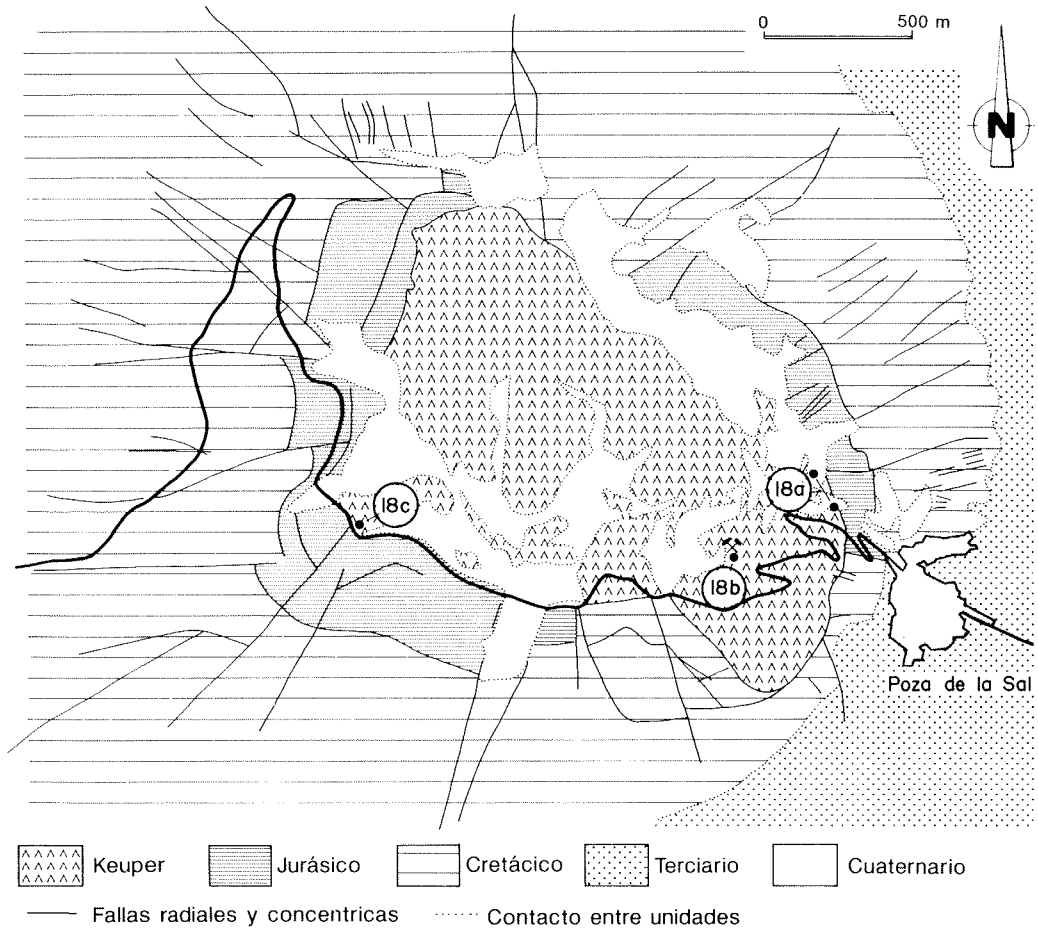 0 500 m
N
18a
18c
18b
Poza de la Sal
Keuper Jurásico Cretácico Terciario Cuaternario
Fallas radiales y concentricas Contacto entre unidades